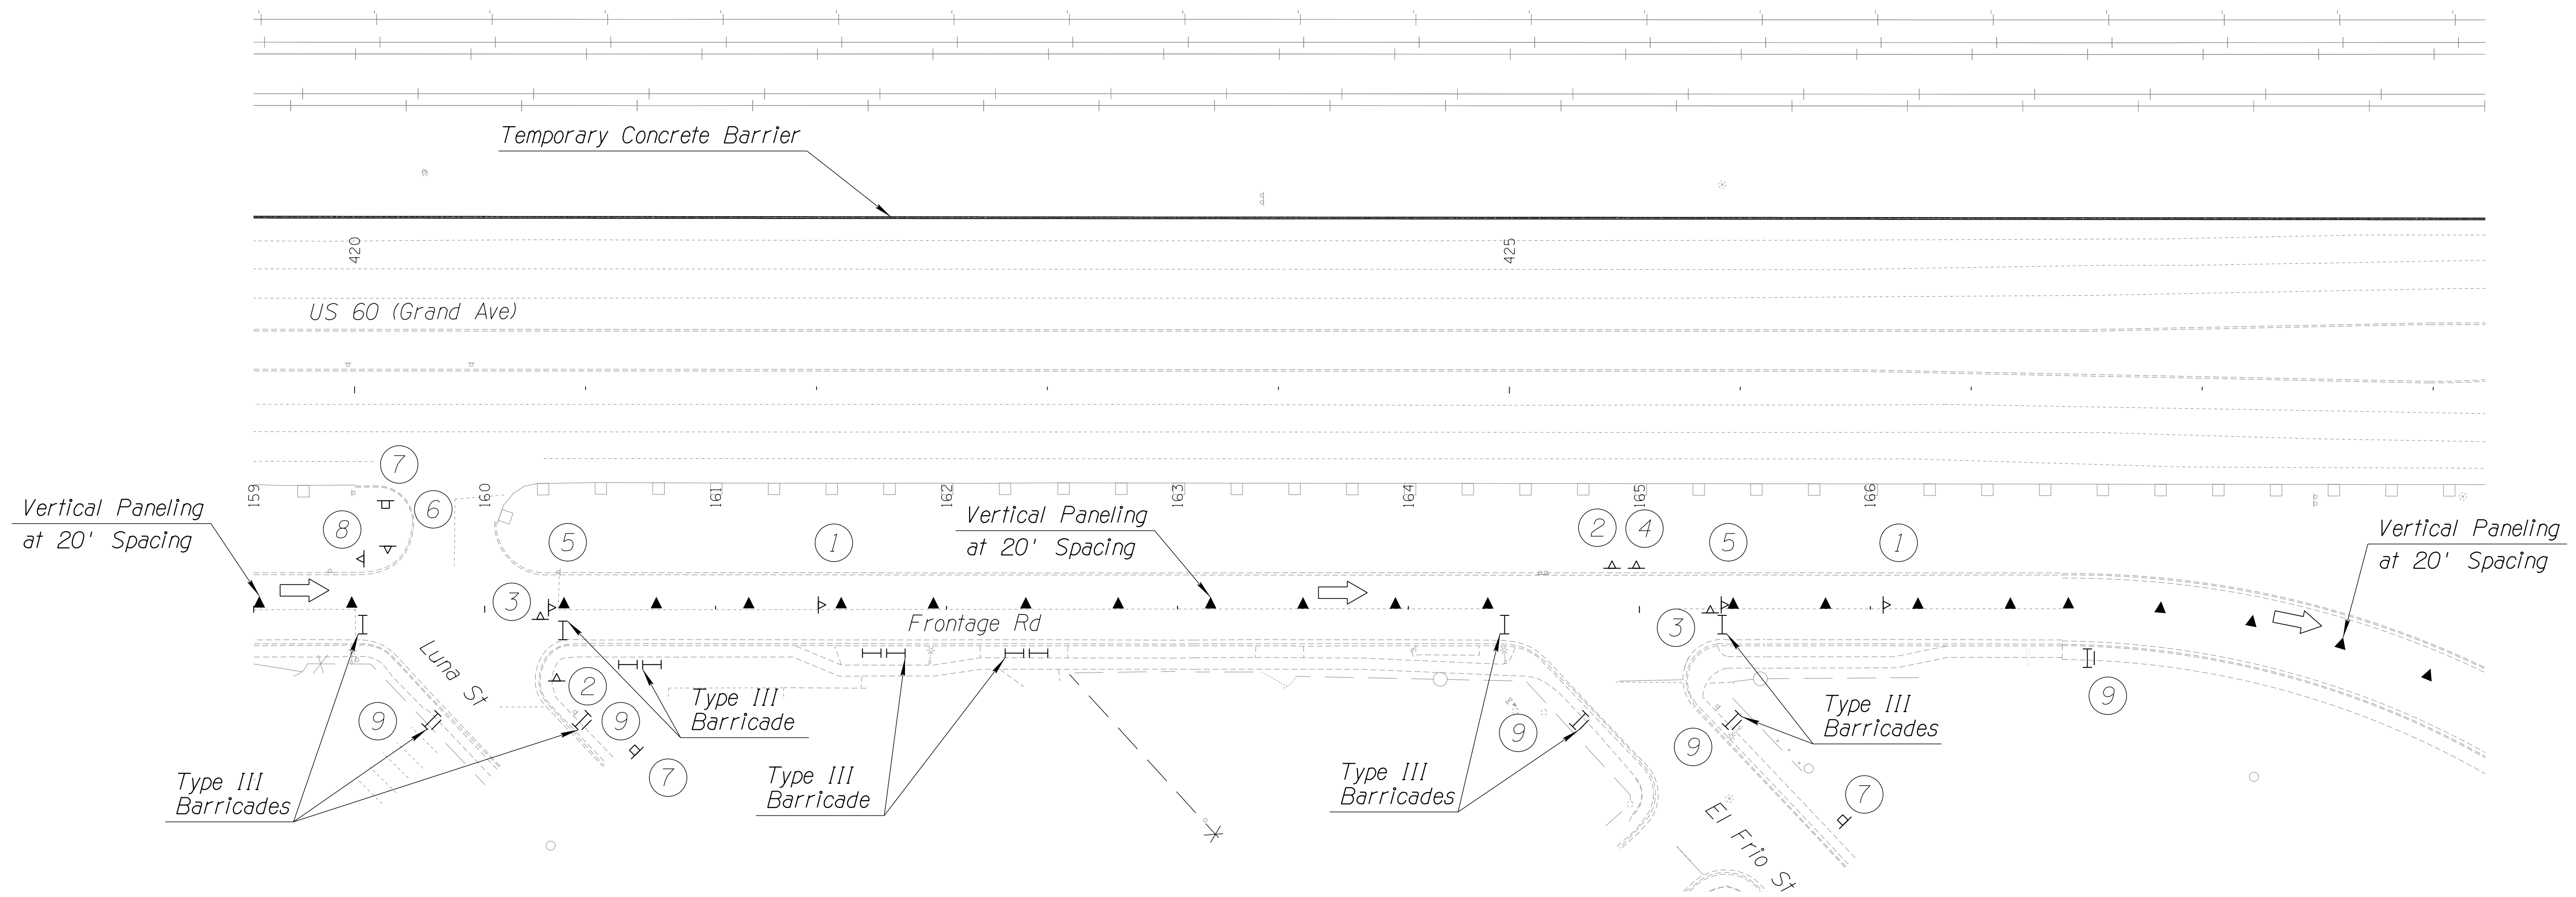 Temporary Concrete Barrier
420
425
US 60 (Grand Ave)
7
6
8
159
160
161
162
163
164
165
166
Vertical Paneling
at 20' Spacing
Vertical Paneling
at 20' Spacing
Vertical Paneling
at 20' Spacing
5
1
2
4
5
1
3
3
Frontage Rd
Luna St
2
9
9
7
Type III
Barricade
Type III
Barricades
Type III
Barricade
Type III
Barricades
9
9
Type III
Barricades
9
7
El Frio St